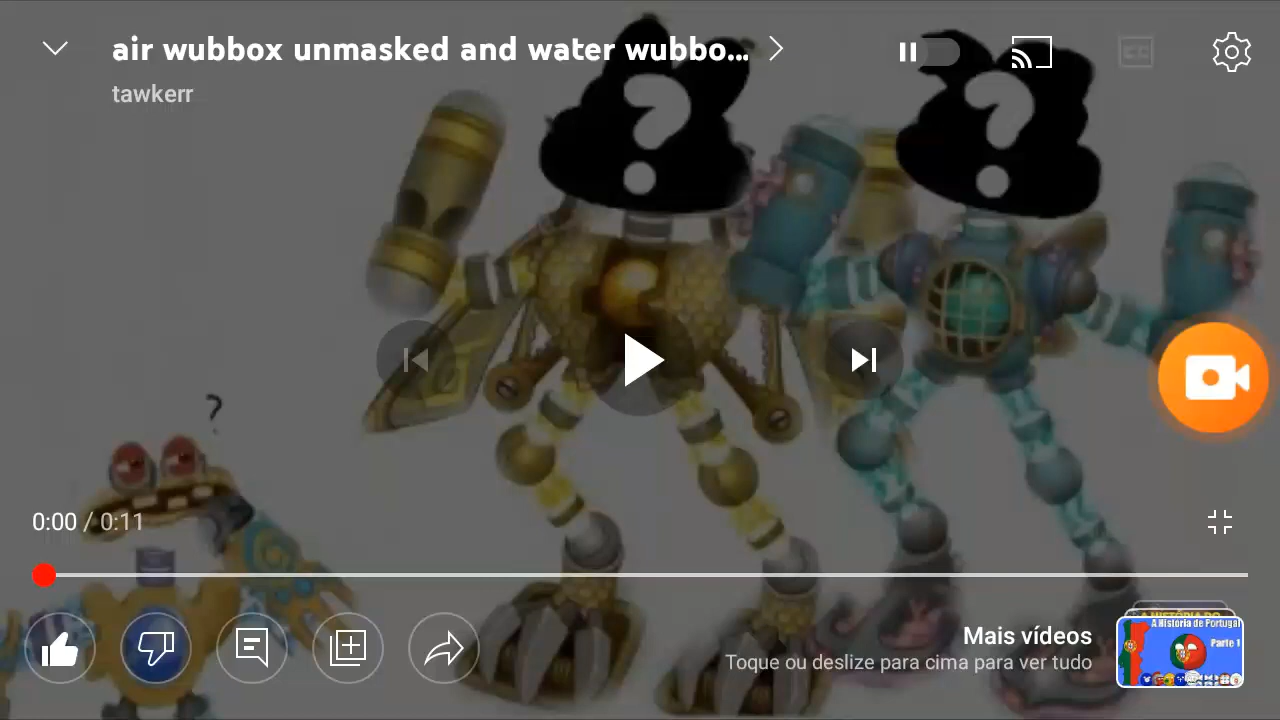 air wubbox unmasked and water wubbo...
tawkerr
?
?
?
0:00 / 0:11
Mais vídeos
Toque ou deslize para cima para ver tudo
A História de Portugal
Parte 1